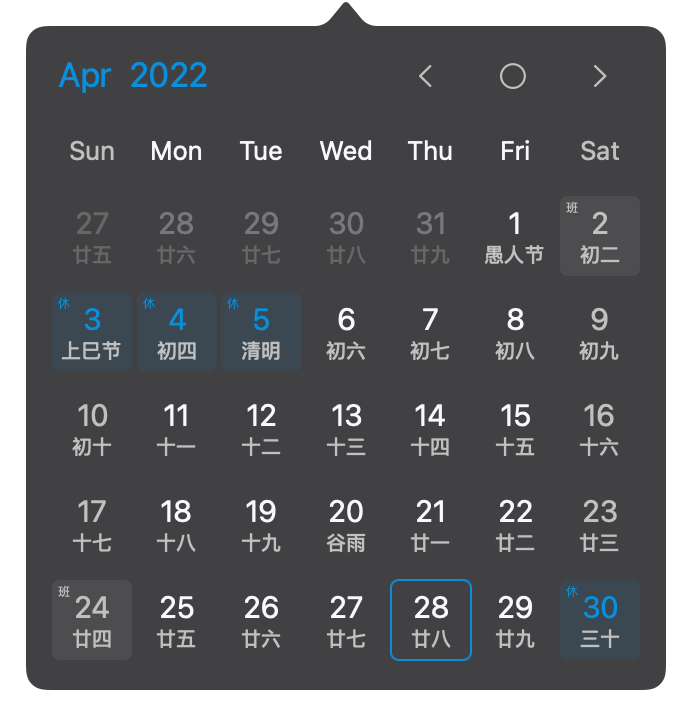 Apr 2022
Sun Mon Tue Wed Thu Fri Sat
27 28 29 30 31 1 班 2
廿五 廿六 廿七 廿八 廿九 愚人节 初二
休 3 休 4 休 5 6 7 8 9
上巳节 初四 清明 初六 初七 初八 初九
10 11 12 13 14 15 16
初十 十一 十二 十三 十四 十五 十六
17 18 19 20 21 22 23
十七 十八 十九 谷雨 廿一 廿二 廿三
班 24 25 26 27 28 29 休 30
廿四 廿五 廿六 廿七 廿八 廿九 三十